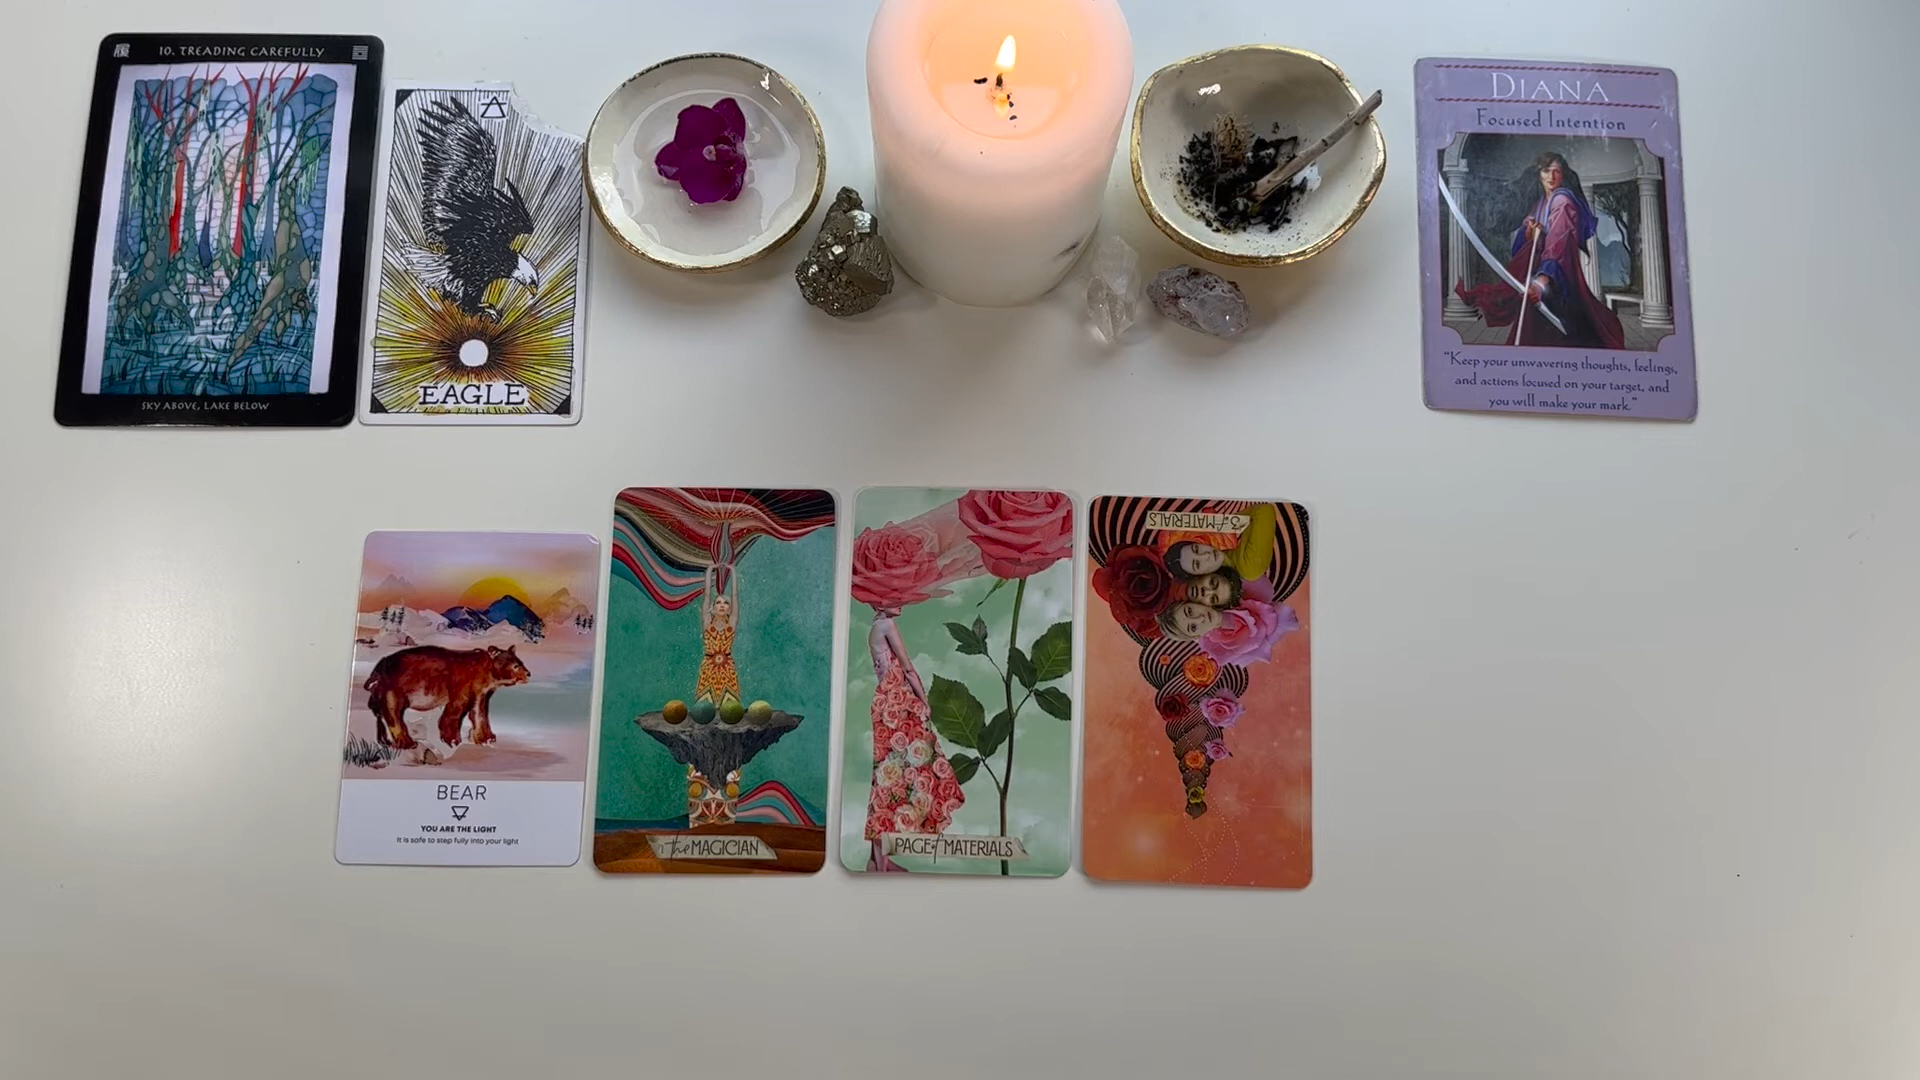 履 10. TREADING CAREFULLY
SKY ABOVE, LAKE BELOW
EAGLE
DIANA
Focused Intention
"Keep your unwavering thoughts, feelings,
and actions focused on your target, and
you will make your mark."
BEAR
YOU ARE THE LIGHT
It is safe to step fully into your light
the MAGICIAN
PAGE of MATERIALS
3 of MATERIALS